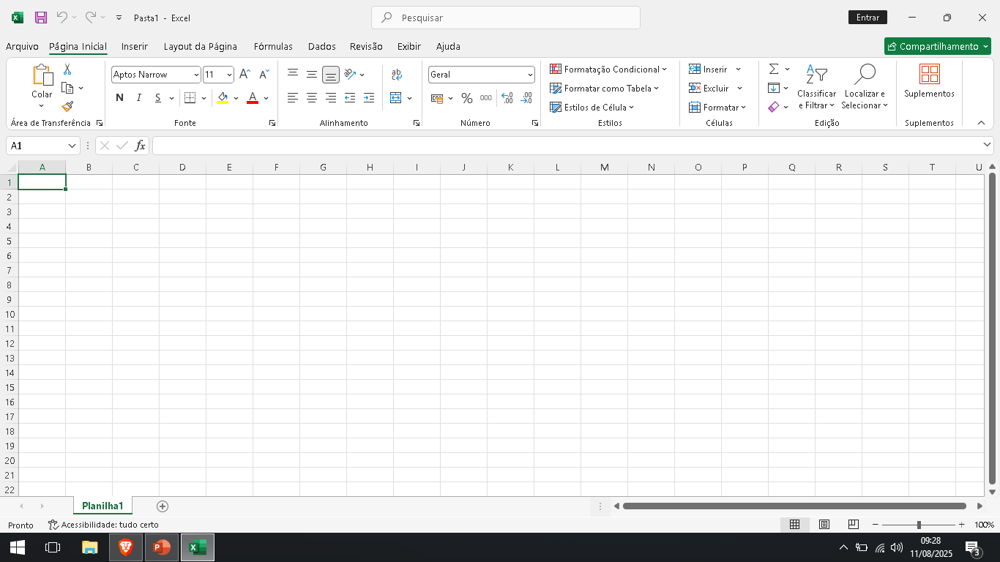 Pasta1 - Excel
Pesquisar
Entrar
Arquivo Página Inicial Inserir Layout da Página Fórmulas Dados Revisão Exibir Ajuda
Compartilhamento
Colar
Área de Transferência
Aptos Narrow 11
N I S
Fonte
ab
Alinhamento
Geral
% 000
Número
Formatação Condicional
Formatar como Tabela
Estilos de Célula
Estilos
Inserir
Excluir
Formatar
Células
Classificar
e Filtrar
Localizar e
Selecionar
Edição
Suplementos
Suplementos
A1
fx
A B C D E F G H I J K L M N O P Q R S T U
1
2
3
4
5
6
7
8
9
10
11
12
13
14
15
16
17
18
19
20
21
22
Planilha1
Pronto
Acessibilidade: tudo certo
100%
09:28
11/08/2025
3